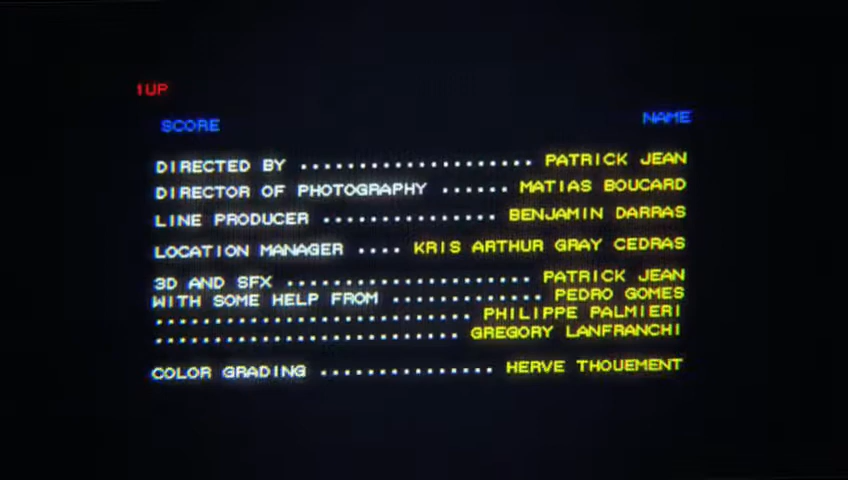 1UP
SCORE NAME
DIRECTED BY ..................... PATRICK JEAN
DIRECTOR OF PHOTOGRAPHY ...... MATIAS BOUCARD
LINE PRODUCER ............... BENJAMIN DARRAS
LOCATION MANAGER .... KRIS ARTHUR GRAY CEDRAS
3D AND SFX ...................... PATRICK JEAN
WITH SOME HELP FROM ............. PEDRO GOMES
........................... PHILIPPE PALMIERI
.......................... GREGORY LANFRANCHI
COLOR GRADING ............... HERVE THOUEMENT